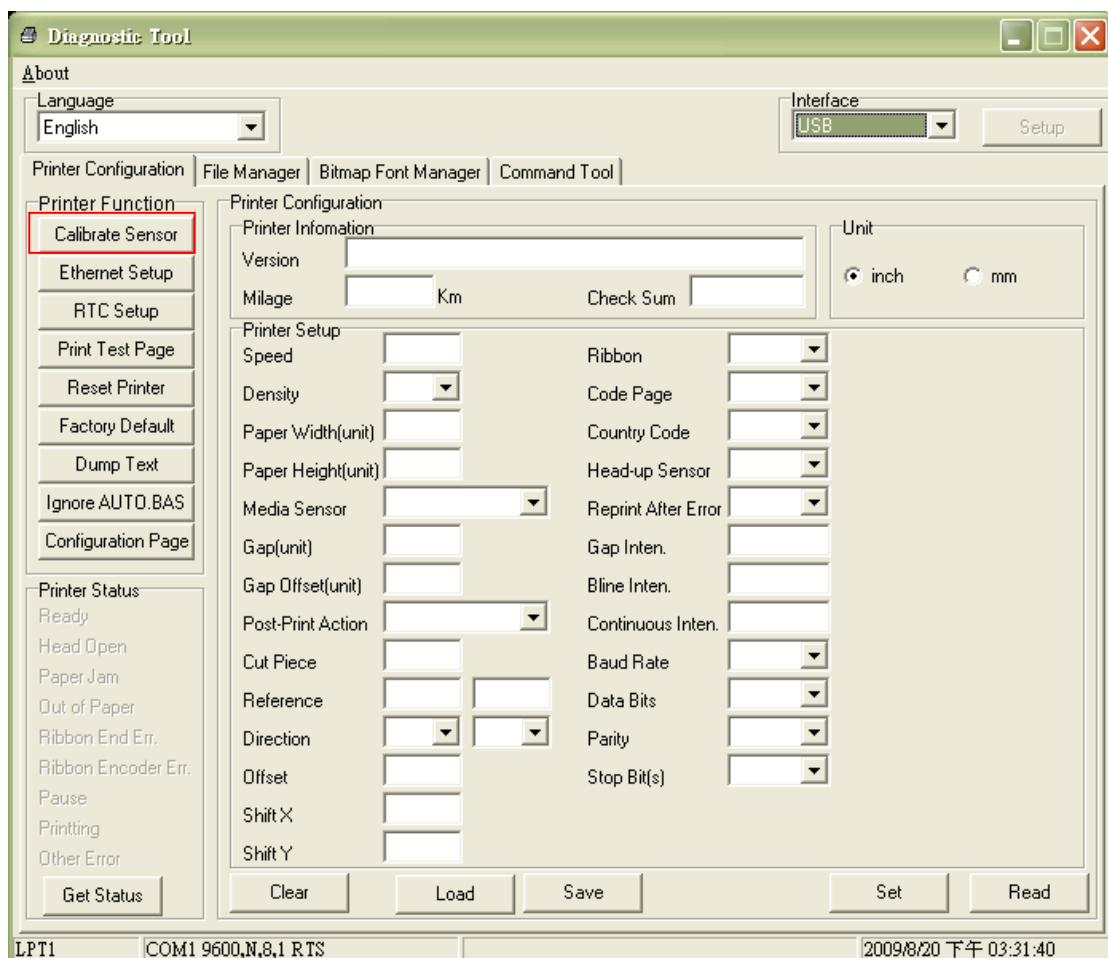 Diagnostic Tool
About
Language
English
Interface
USB
Setup
Printer Configuration
File Manager
Bitmap Font Manager
Command Tool
Printer Function
Calibrate Sensor
Ethernet Setup
RTC Setup
Print Test Page
Reset Printer
Factory Default
Dump Text
Ignore AUTO.BAS
Configuration Page
Printer Status
Ready
Head Open
Paper Jam
Out of Paper
Ribbon End Err.
Ribbon Encoder Err.
Pause
Printting
Other Error
Get Status
Printer Configuration
Printer Infomation
Version
Milage
Km
Check Sum
Unit
inch
mm
Printer Setup
Speed
Density
Paper Width(unit)
Paper Height(unit)
Media Sensor
Gap(unit)
Gap Offset(unit)
Post-Print Action
Cut Piece
Reference
Direction
Offset
Shift X
Shift Y
Ribbon
Code Page
Country Code
Head-up Sensor
Reprint After Error
Gap Inten.
Bline Inten.
Continuous Inten.
Baud Rate
Data Bits
Parity
Stop Bit(s)
Clear
Load
Save
Set
Read
LPT1
COM1 9600,N,8,1 RTS
2009/8/20 下午 03:31:40